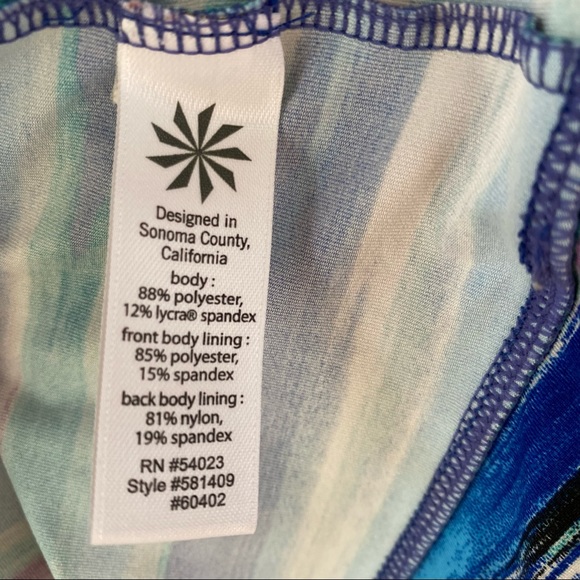 Designed in
Sonoma County,
California
body :
88% polyester,
12% lycra® spandex
front body lining :
85% polyester,
15% spandex
back body lining :
81% nylon,
19% spandex
RN #54023
Style #581409
#60402